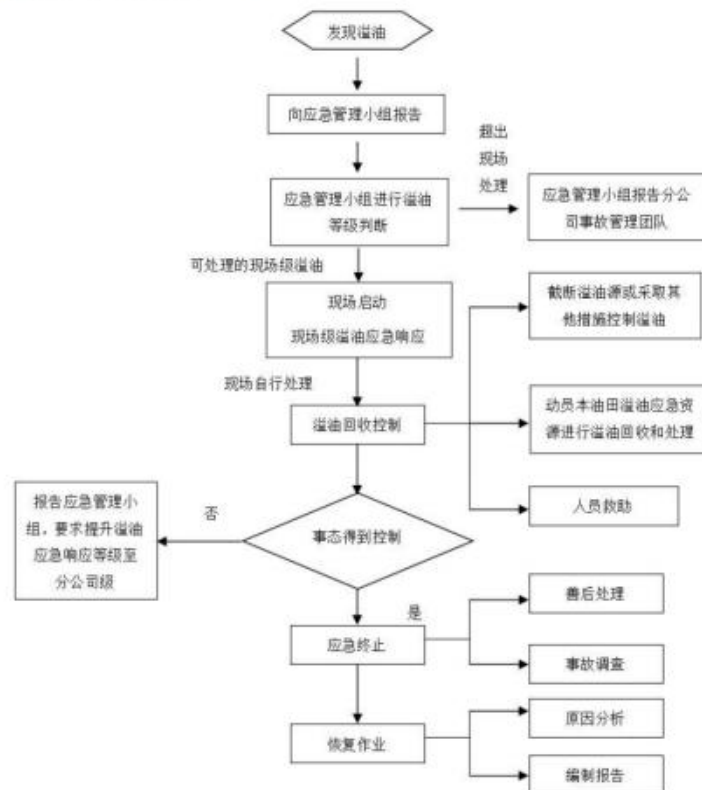 发现溢油
向应急管理小组报告
超出
现场
处理
应急管理小组进行溢油
等级判断
应急管理小组报告分公
司事故管理团队
可处理的现场级溢油
现场启动
现场级溢油应急响应
截断溢油源或采取其
他措施控制溢油
现场自行处理
溢油回收控制
动员本油田溢油应急资
源进行溢油回收和处理
人员救助
报告应急管理小
组，要求提升溢油
应急响应等级至
分公司级
否
事态得到控制
是
善后处理
应急终止
事故调查
原因分析
恢复作业
编制报告